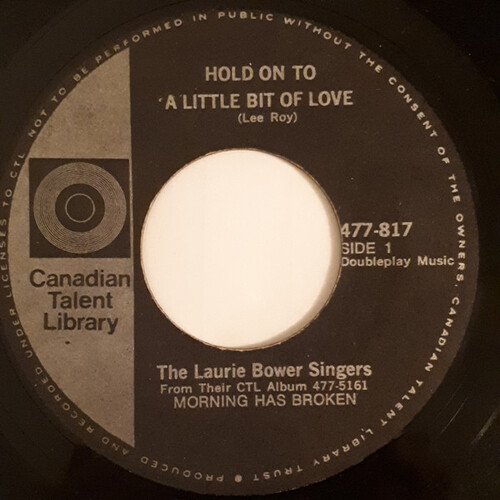 HOLD ON TO
A LITTLE BIT OF LOVE
(Lee Roy)
Canadian
Talent
Library
477-817
SIDE 1
Doubleplay Music
The Laurie Bower Singers
From Their CTL Album 477-5161
MORNING HAS BROKEN
PRODUCED AND RECORDED UNDER LICENSES TO CTL NOT TO BE PERFORMED IN PUBLIC WITHOUT THE CONSENT OF THE OWNERS. CANADIAN TALENT LIBRARY TRUST. LTD.